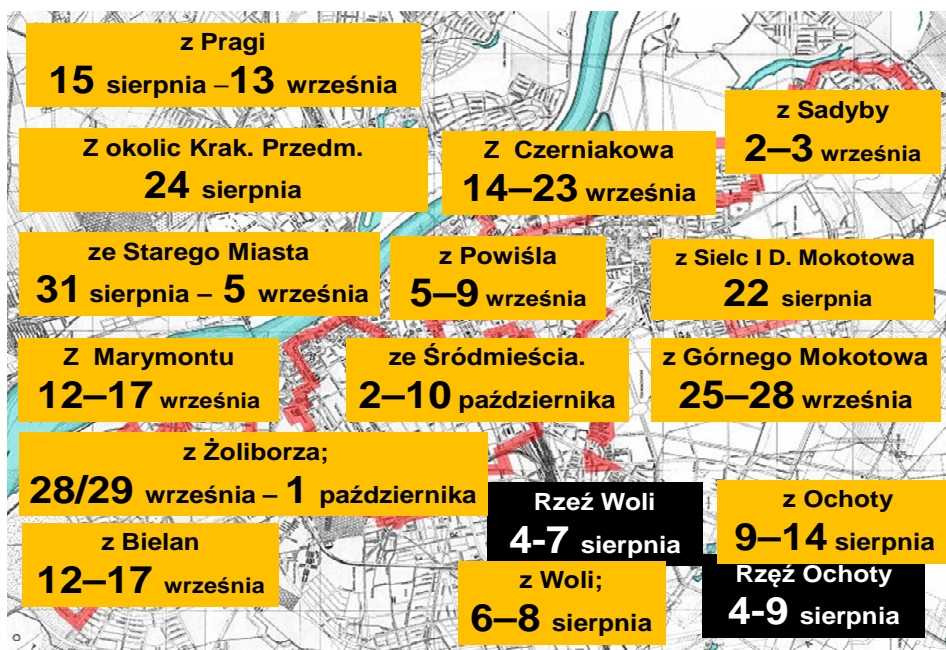 z Pragi
15 sierpnia –13 września
z Sadyby
2–3 września
Z okolic Krak. Przedm.
24 sierpnia
Z Czerniakowa
14–23 września
ze Starego Miasta
31 sierpnia – 5 września
z Powiśla
5–9 września
z Sielc I D. Mokotowa
22 sierpnia
Z Marymontu
12–17 września
ze Śródmieścia.
2–10 października
z Górnego Mokotowa
25–28 września
z Żoliborza;
28/29 września – 1 października
Rzeź Woli
4-7 sierpnia
z Ochoty
9–14 sierpnia
z Bielan
12–17 września
z Woli;
6–8 sierpnia
Rzęź Ochoty
4-9 sierpnia